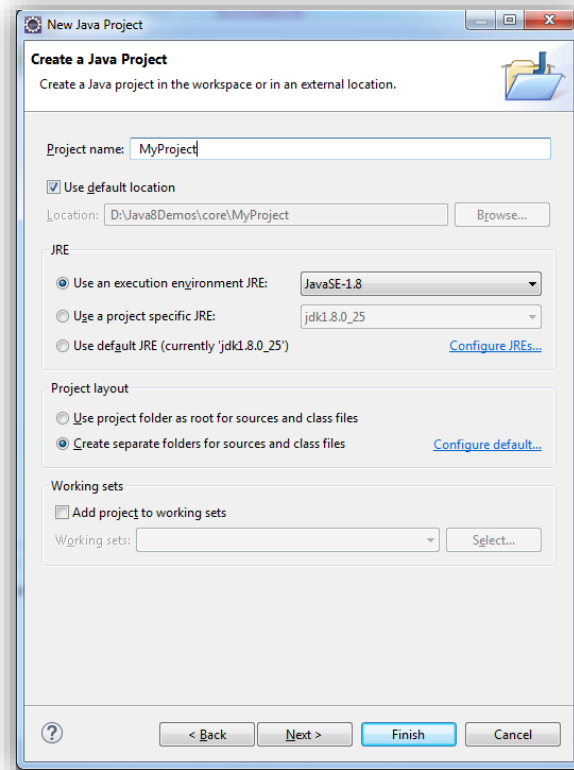 New Java Project
Create a Java Project
Create a Java project in the workspace or in an external location.
Project name: MyProject
Use default location
Location: D:\Java8Demos\core\MyProject Browse...
JRE
Use an execution environment JRE: JavaSE-1.8
Use a project specific JRE: jdk1.8.0_25
Use default JRE (currently 'jdk1.8.0_25') Configure JREs...
Project layout
Use project folder as root for sources and class files
Create separate folders for sources and class files Configure default...
Working sets
Add project to working sets
Working sets: Select...
? < Back Next > Finish Cancel